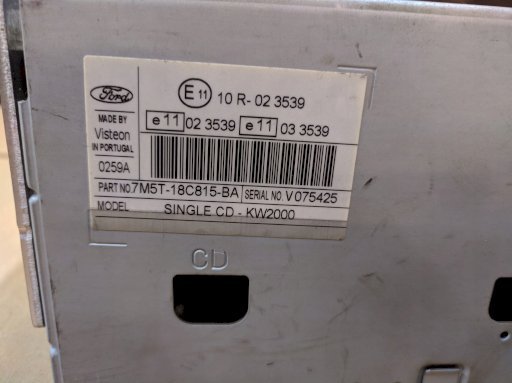 Ford
E 11 10 R- 02 3539
MADE BY
Visteon
IN PORTUGAL
e 11 02 3539 e 11 03 3539
0259A
PART NO. 7M5T-18C815-BA SERIAL NO. V 075425
MODEL SINGLE CD - KW2000
CD